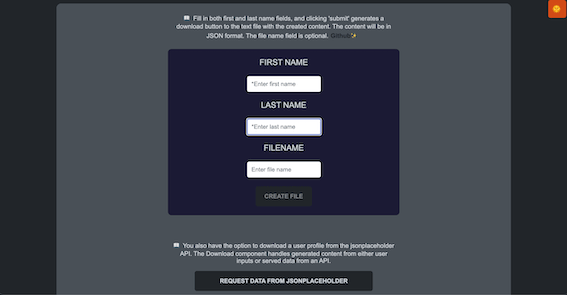 Fill in both first and last name fields, and clicking 'submit' generates a
download button to the text file with the created content. The content will be in
JSON format. The file name field is optional. Github✨
FIRST NAME
*Enter first name
LAST NAME
*Enter last name
FILENAME
Enter file name
CREATE FILE
You also have the option to download a user profile from the jsonplaceholder
API. The Download component handles generated content from either user
inputs or served data from an API.
REQUEST DATA FROM JSONPLACEHOLDER